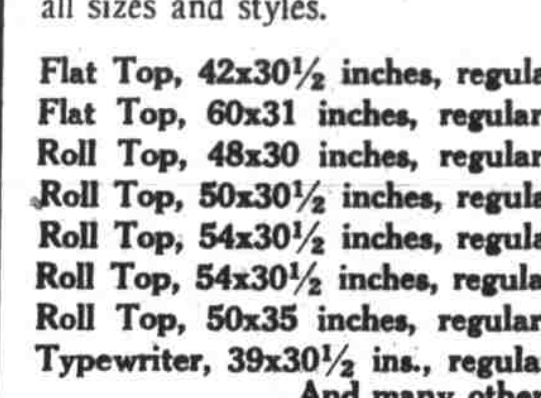 all sizes and styles.
Flat Top, 42x30½ inches, regula
Flat Top, 60x31 inches, regular
Roll Top, 48x30 inches, regular
Roll Top, 50x30½ inches, regula
Roll Top, 54x30½ inches, regula
Roll Top, 54x30½ inches, regula
Roll Top, 50x35 inches, regular
Typewriter, 39x30½ ins., regula
And many other